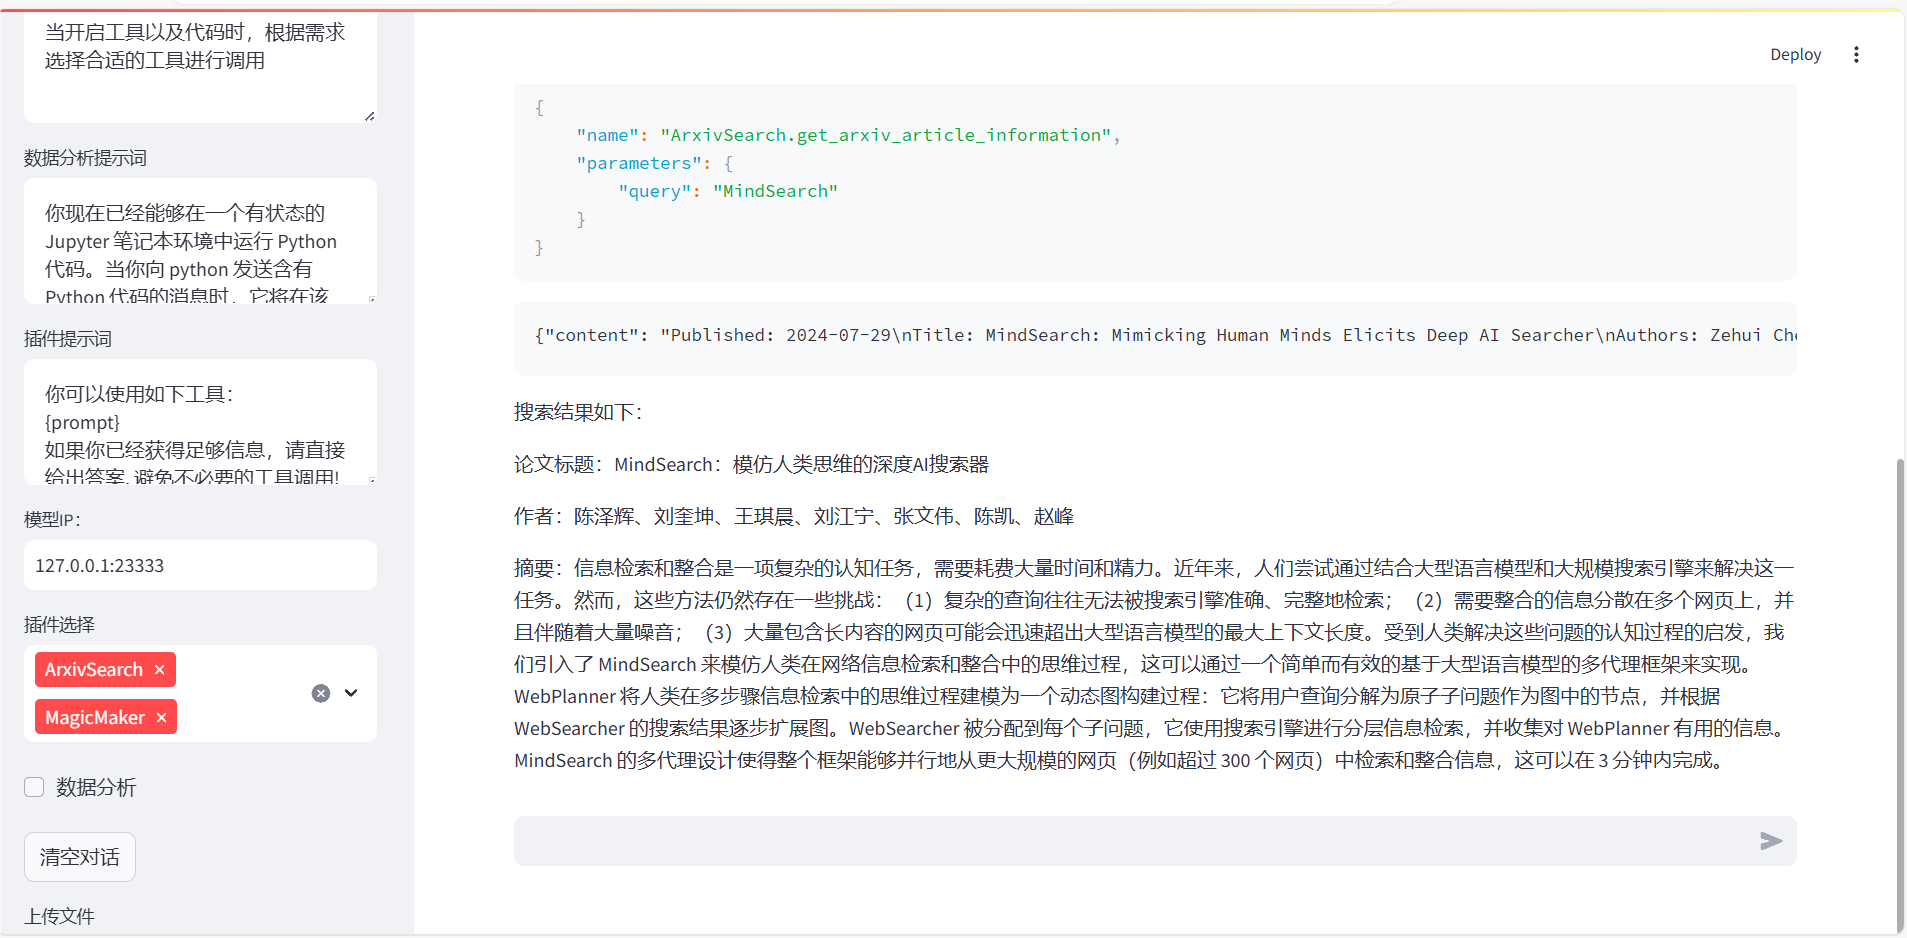 当开启工具以及代码时，根据需求
选择合适的工具进行调用
数据分析提示词
你现在已经能够在一个有状态的
Jupyter 笔记本环境中运行 Python
代码。当你向 python 发送含有
Python 代码的消息时，它将在该
插件提示词
你可以使用如下工具：
{prompt}
如果你已经获得足够信息，请直接
给出答案. 避免不必要的工具调用!
模型IP：
127.0.0.1:23333
插件选择
ArxivSearch ×
MagicMaker ×
数据分析
清空对话
上传文件
Deploy
{
"name": "ArxivSearch.get_arxiv_article_information",
"parameters": {
"query": "MindSearch"
}
}
{"content": "Published: 2024-07-29\nTitle: MindSearch: Mimicking Human Minds Elicits Deep AI Searcher\nAuthors: Zehui Che
搜索结果如下：
论文标题：MindSearch：模仿人类思维的深度AI搜索器
作者：陈泽辉、刘奎坤、王琪晨、刘江宁、张文伟、陈凯、赵峰
摘要：信息检索和整合是一项复杂的认知任务，需要耗费大量时间和精力。近年来，人们尝试通过结合大型语言模型和大规模搜索引擎来解决这一
任务。然而，这些方法仍然存在一些挑战：（1）复杂的查询往往无法被搜索引擎准确、完整地检索；（2）需要整合的信息分散在多个网页上，并
且伴随着大量噪音；（3）大量包含长内容的网页可能会迅速超出大型语言模型的最大上下文长度。受到人类解决这些问题的认知过程的启发，我
们引入了 MindSearch 来模仿人类在网络信息检索和整合中的思维过程，这可以通过一个简单而有效的基于大型语言模型的多代理框架来实现。
WebPlanner 将人类在多步骤信息检索中的思维过程建模为一个动态图构建过程：它将用户查询分解为原子子问题作为图中的节点，并根据
WebSearcher 的搜索结果逐步扩展图。WebSearcher 被分配到每个子问题，它使用搜索引擎进行分层信息检索，并收集对 WebPlanner 有用的信息。
MindSearch 的多代理设计使得整个框架能够并行地从更大规模的网页（例如超过 300 个网页）中检索和整合信息，这可以在 3 分钟内完成。